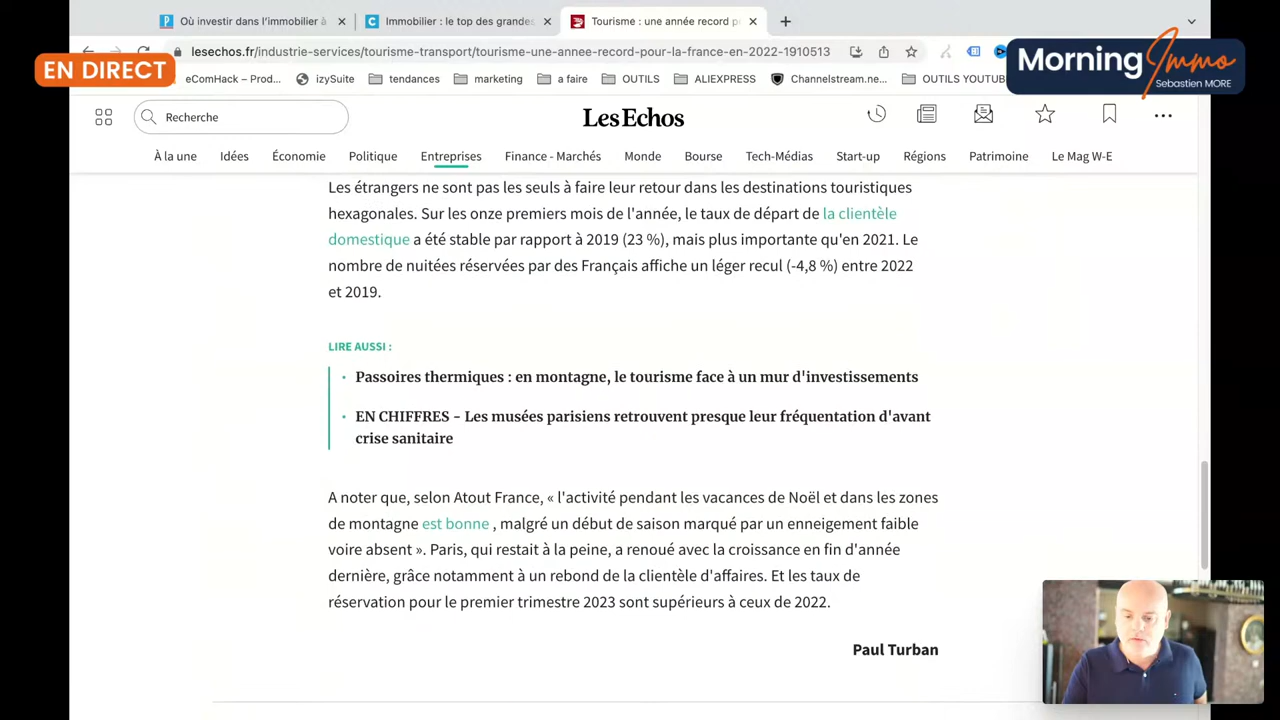 Où investir dans l'immobilier à
Immobilier : le top des grandes
Tourisme : une année record p
EN DIRECT
lesechos.fr/industrie-services/tourisme-transport/tourisme-une-annee-record-pour-la-france-en-2022-1910513
Morning Immo
Sebastien MORE
eComHack – Prod...
izySuite
tendances
marketing
a faire
OUTILS
ALIEXPRESS
Channelstream.ne...
OUTILS YOUTUB
Recherche
Les Echos
À la une
Idées
Économie
Politique
Entreprises
Finance - Marchés
Monde
Bourse
Tech-Médias
Start-up
Régions
Patrimoine
Le Mag W-E
Les étrangers ne sont pas les seuls à faire leur retour dans les destinations touristiques
hexagonales. Sur les onze premiers mois de l'année, le taux de départ de la clientèle
domestique a été stable par rapport à 2019 (23 %), mais plus importante qu'en 2021. Le
nombre de nuitées réservées par des Français affiche un léger recul (-4,8 %) entre 2022
et 2019.
LIRE AUSSI :
Passoires thermiques : en montagne, le tourisme face à un mur d'investissements
EN CHIFFRES - Les musées parisiens retrouvent presque leur fréquentation d'avant
crise sanitaire
A noter que, selon Atout France, « l'activité pendant les vacances de Noël et dans les zones
de montagne est bonne , malgré un début de saison marqué par un enneigement faible
voire absent ». Paris, qui restait à la peine, a renoué avec la croissance en fin d'année
dernière, grâce notamment à un rebond de la clientèle d'affaires. Et les taux de
réservation pour le premier trimestre 2023 sont supérieurs à ceux de 2022.
Paul Turban